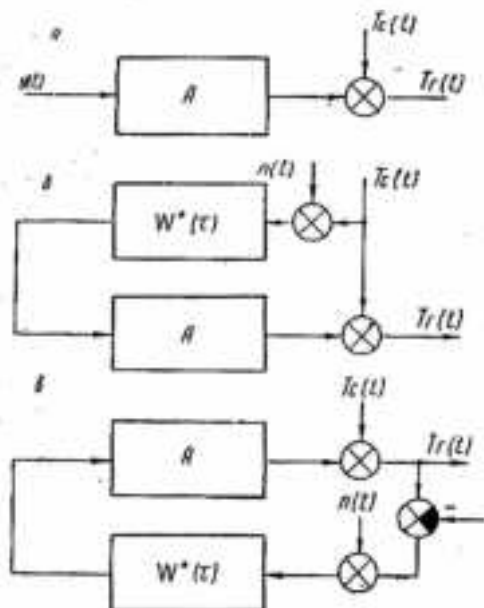 а
Tc(t)
A
Tr(t)
n(t)
Tc(t)
W*(τ)
A
Tr(t)
в
Tc(t)
A
Tr(t)
n(t)
W*(τ)